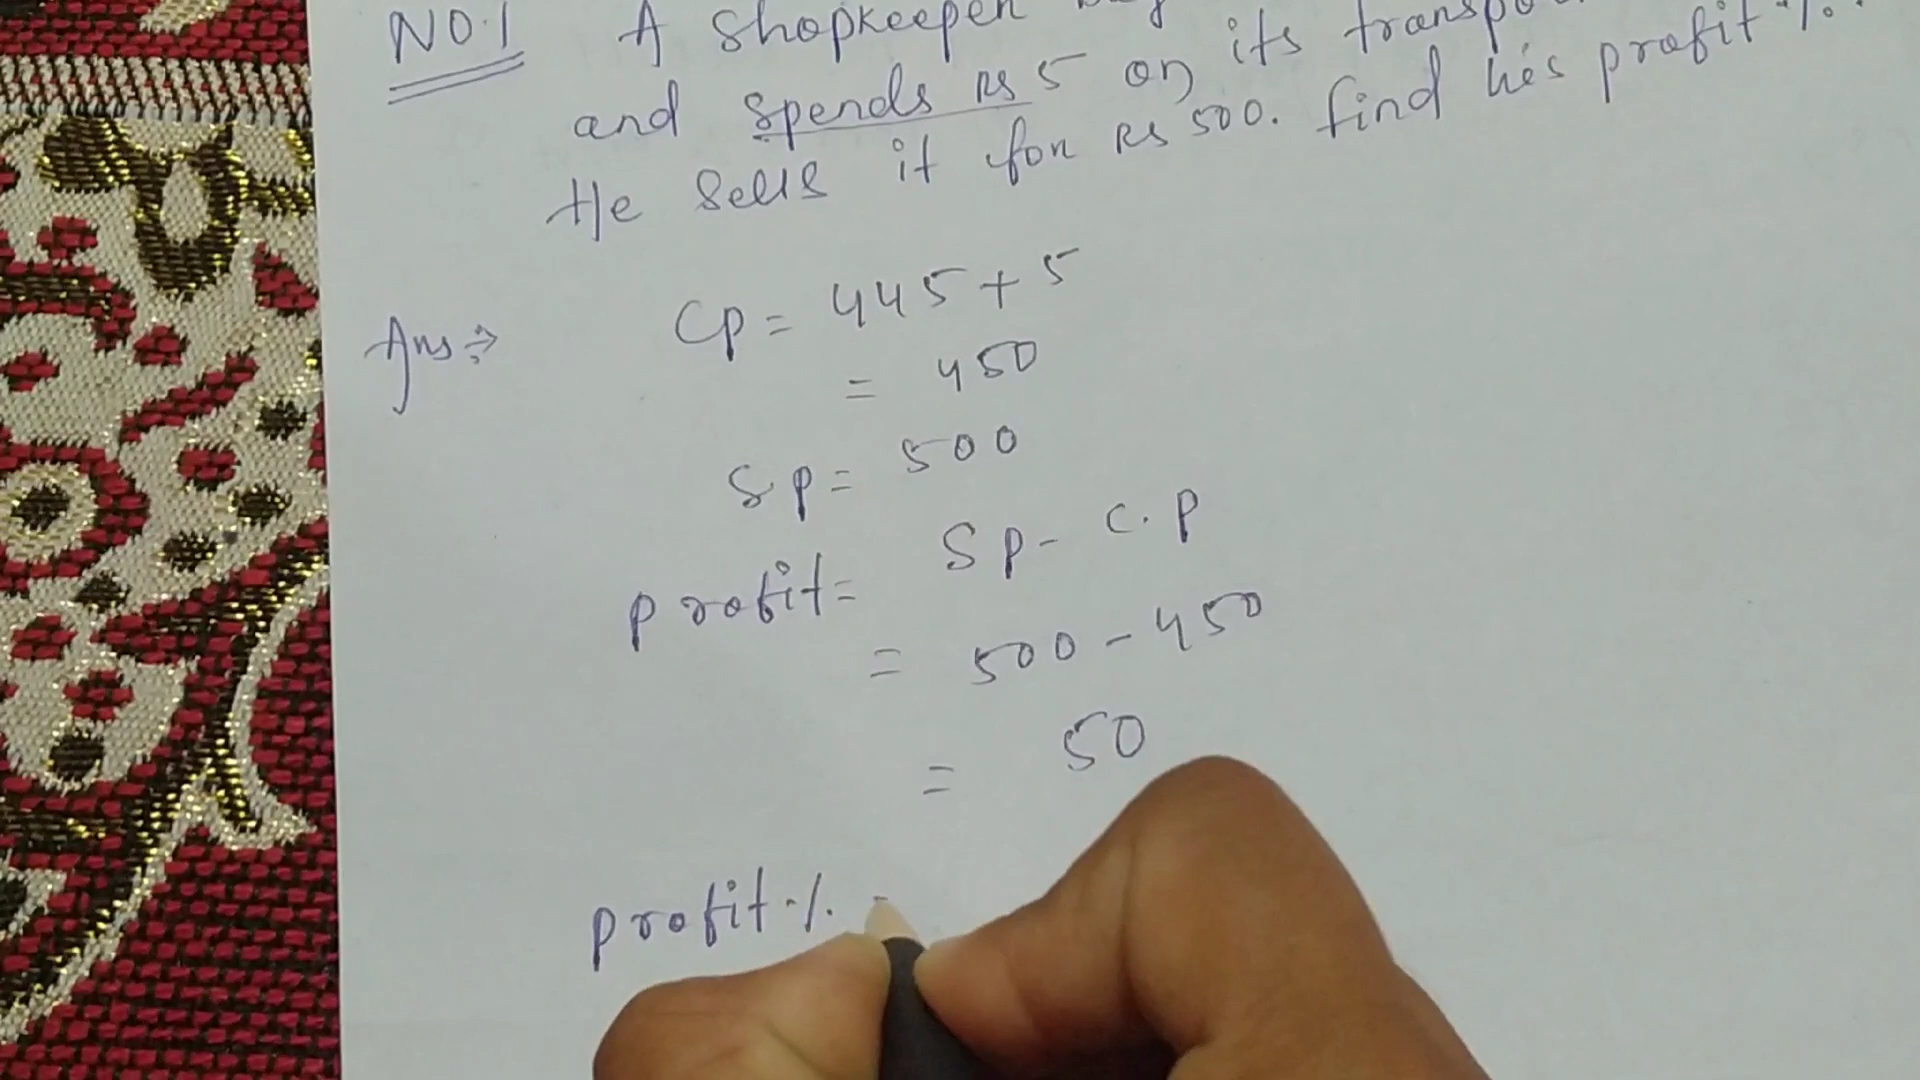 NO.1 A Shopkeeper
and spends Rs 5 on its
He sells it for Rs 500. find his profit %.
Ans:→ Cp = 445 + 5
= 450
Sp = 500
profit = Sp - C.p
= 500 - 450
= 50
profit % =